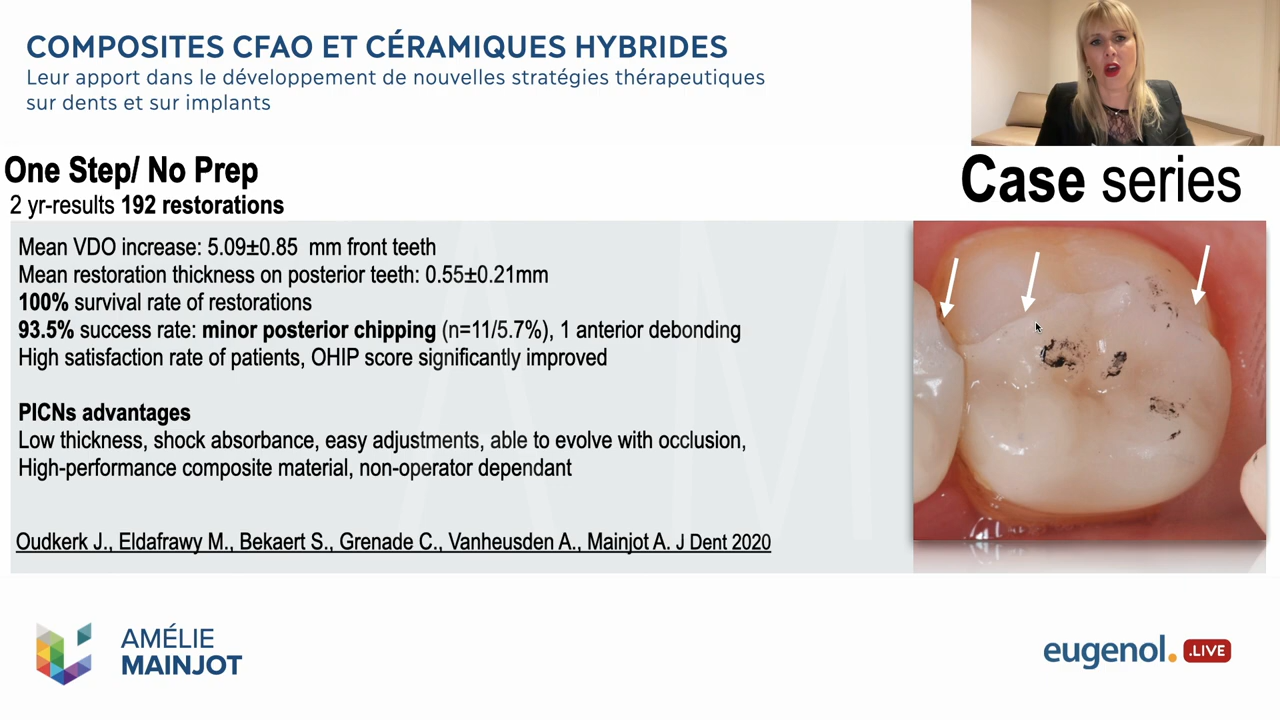 COMPOSITES CFAO ET CÉRAMIQUES HYBRIDES
Leur apport dans le développement de nouvelles stratégies thérapeutiques
sur dents et sur implants
One Step/ No Prep
2 yr-results 192 restorations
Case series
Mean VDO increase: 5.09±0.85 mm front teeth
Mean restoration thickness on posterior teeth: 0.55±0.21mm
100% survival rate of restorations
93.5% success rate: minor posterior chipping (n=11/5.7%), 1 anterior debonding
High satisfaction rate of patients, OHIP score significantly improved
PICNs advantages
Low thickness, shock absorbance, easy adjustments, able to evolve with occlusion,
High-performance composite material, non-operator dependant
Oudkerk J., Eldafrawy M., Bekaert S., Grenade C., Vanheusden A., Mainjot A. J Dent 2020
AMÉLIE
MAINJOT
eugenol. .LIVE